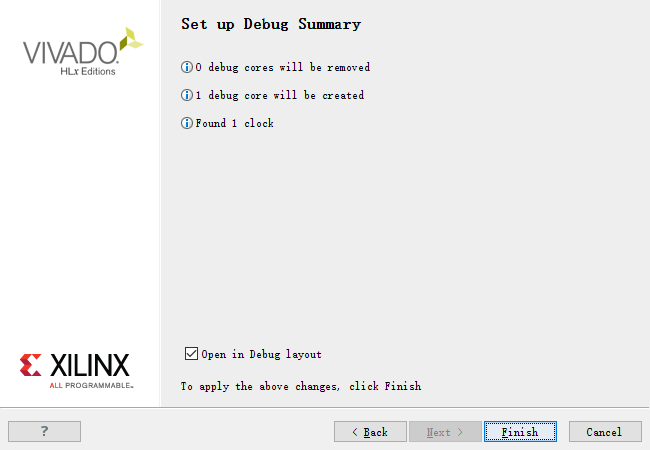 Set up Debug Summary
VIVADO.
HLx Editions
0 debug cores will be removed
1 debug core will be created
Found 1 clock
Open in Debug layout
XILINX
ALL PROGRAMMABLE™
To apply the above changes, click Finish
?
< Back
Next >
Finish
Cancel